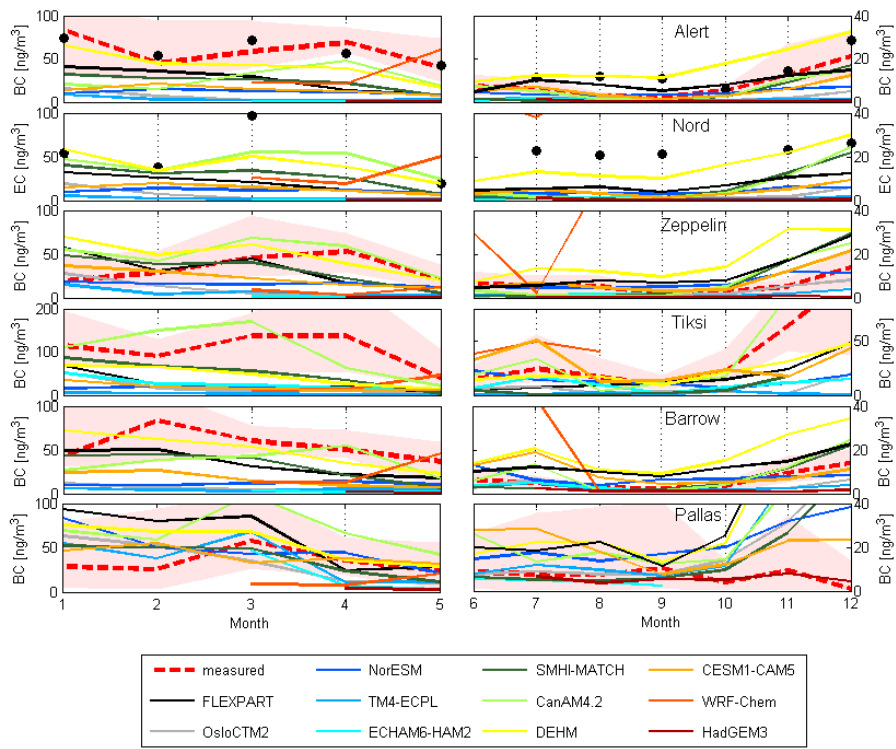 100 50 0 BC [ng/m³] Alert 40 20 0 BC [ng/m³]
100 50 0 EC [ng/m³] Nord 40 20 0 EC [ng/m³]
100 50 0 BC [ng/m³] Zeppelin 40 20 0 BC [ng/m³]
200 100 0 BC [ng/m³] Tiksi 50 0 BC [ng/m³]
100 50 0 BC [ng/m³] Barrow 40 20 0 BC [ng/m³]
100 50 0 BC [ng/m³] Pallas 40 20 0 BC [ng/m³]
1 2 3 4 5 6 7 8 9 10 11 12
Month Month
measured NorESM SMHI-MATCH CESM1-CAM5
FLEXPART TM4-ECPL CanAM4.2 WRF-Chem
OsloCTM2 ECHAM6-HAM2 DEHM HadGEM3